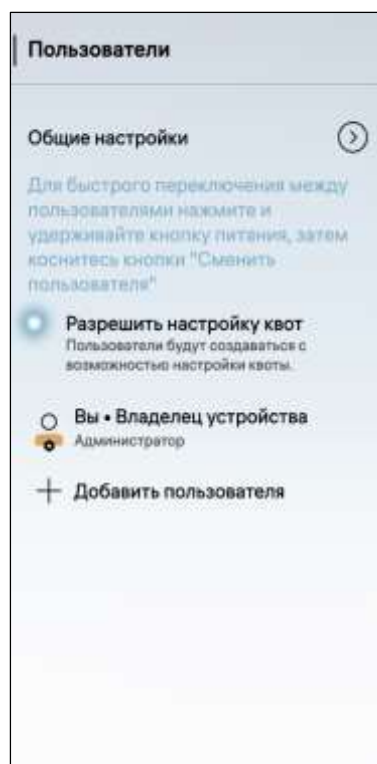 Пользователи
Общие настройки
Для быстрого переключения между
пользователями нажмите и
удерживайте кнопку питания, затем
коснитесь кнопки "Сменить
пользователя"
Разрешить настройку квот
Пользователи будут создаваться с
возможностью настройки квоты.
Вы • Владелец устройства
Администратор
Добавить пользователя